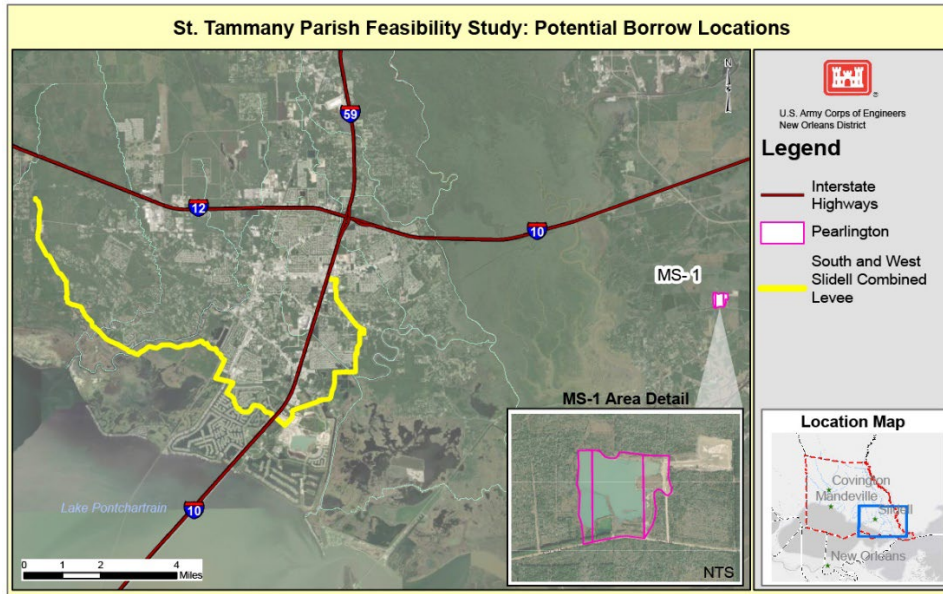 St. Tammany Parish Feasibility Study: Potential Borrow Locations
N
59
12
10
MS-1
10
Lake Pontchartrain
0 1 2 4
Miles
MS-1 Area Detail
NTS
U.S. Army Corps of Engineers
New Orleans District
Legend
Interstate
Highways
Pearlington
South and West
Slidell Combined
Levee
Location Map
Covington
Mandeville
Slidell
New Orleans